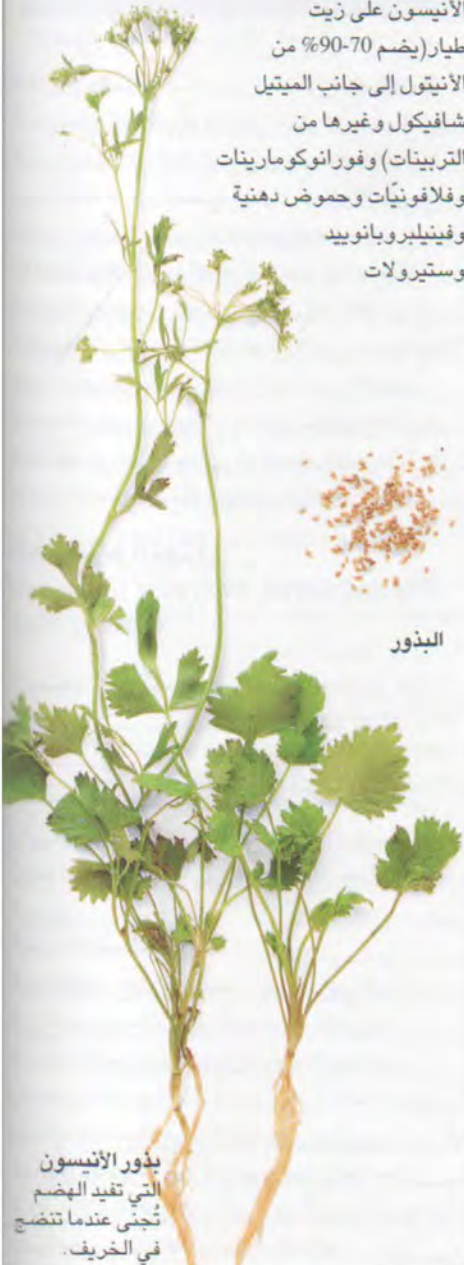 الأنيسون على زيت
طيار(يضم 70-90% من
الأنيتول إلى جانب الميتيل
شافيكول وغيرها من
التربينات) وفورانوكومارينات
وفلافونيّات وحموض دهنية
وفينيلبروبانوييد
وستيرولات
البذور
بذور الأنيسون
التي تفيد الهضم
تُجنى عندما تنضج
في الخريف.